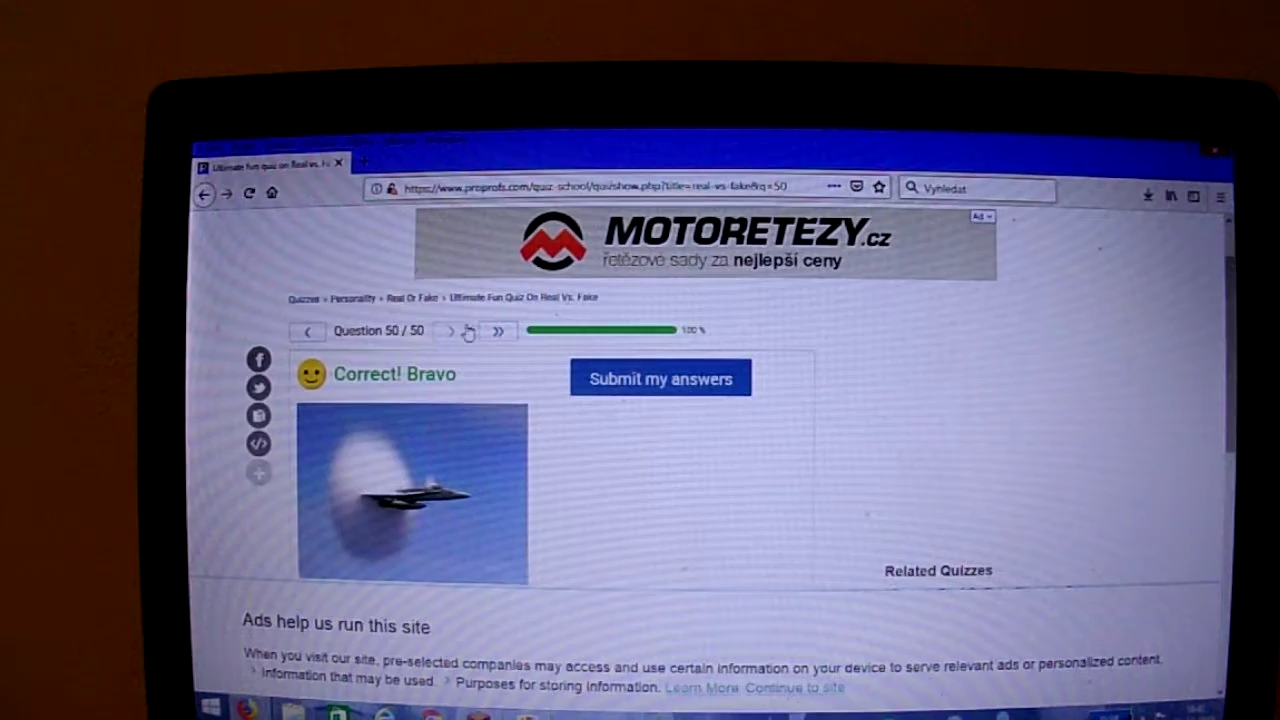 Ultimate fun quiz on Real vs. Fa
https://www.proprofs.com/quiz-school/quizshow.php?title=real-vs-fake&q=50
Vyhledat
MOTORETEZY.cz
řetězové sady za nejlepší ceny
Ad
Quizzes › Personality › Real Or Fake › Ultimate Fun Quiz On Real Vs. Fake
Question 50 / 50
100 %
Correct! Bravo
Submit my answers
Related Quizzes
Ads help us run this site
When you visit our site, pre-selected companies may access and use certain information on your device to serve relevant ads or personalized content.
Information that may be used. Purposes for storing information. Learn More Continue to site